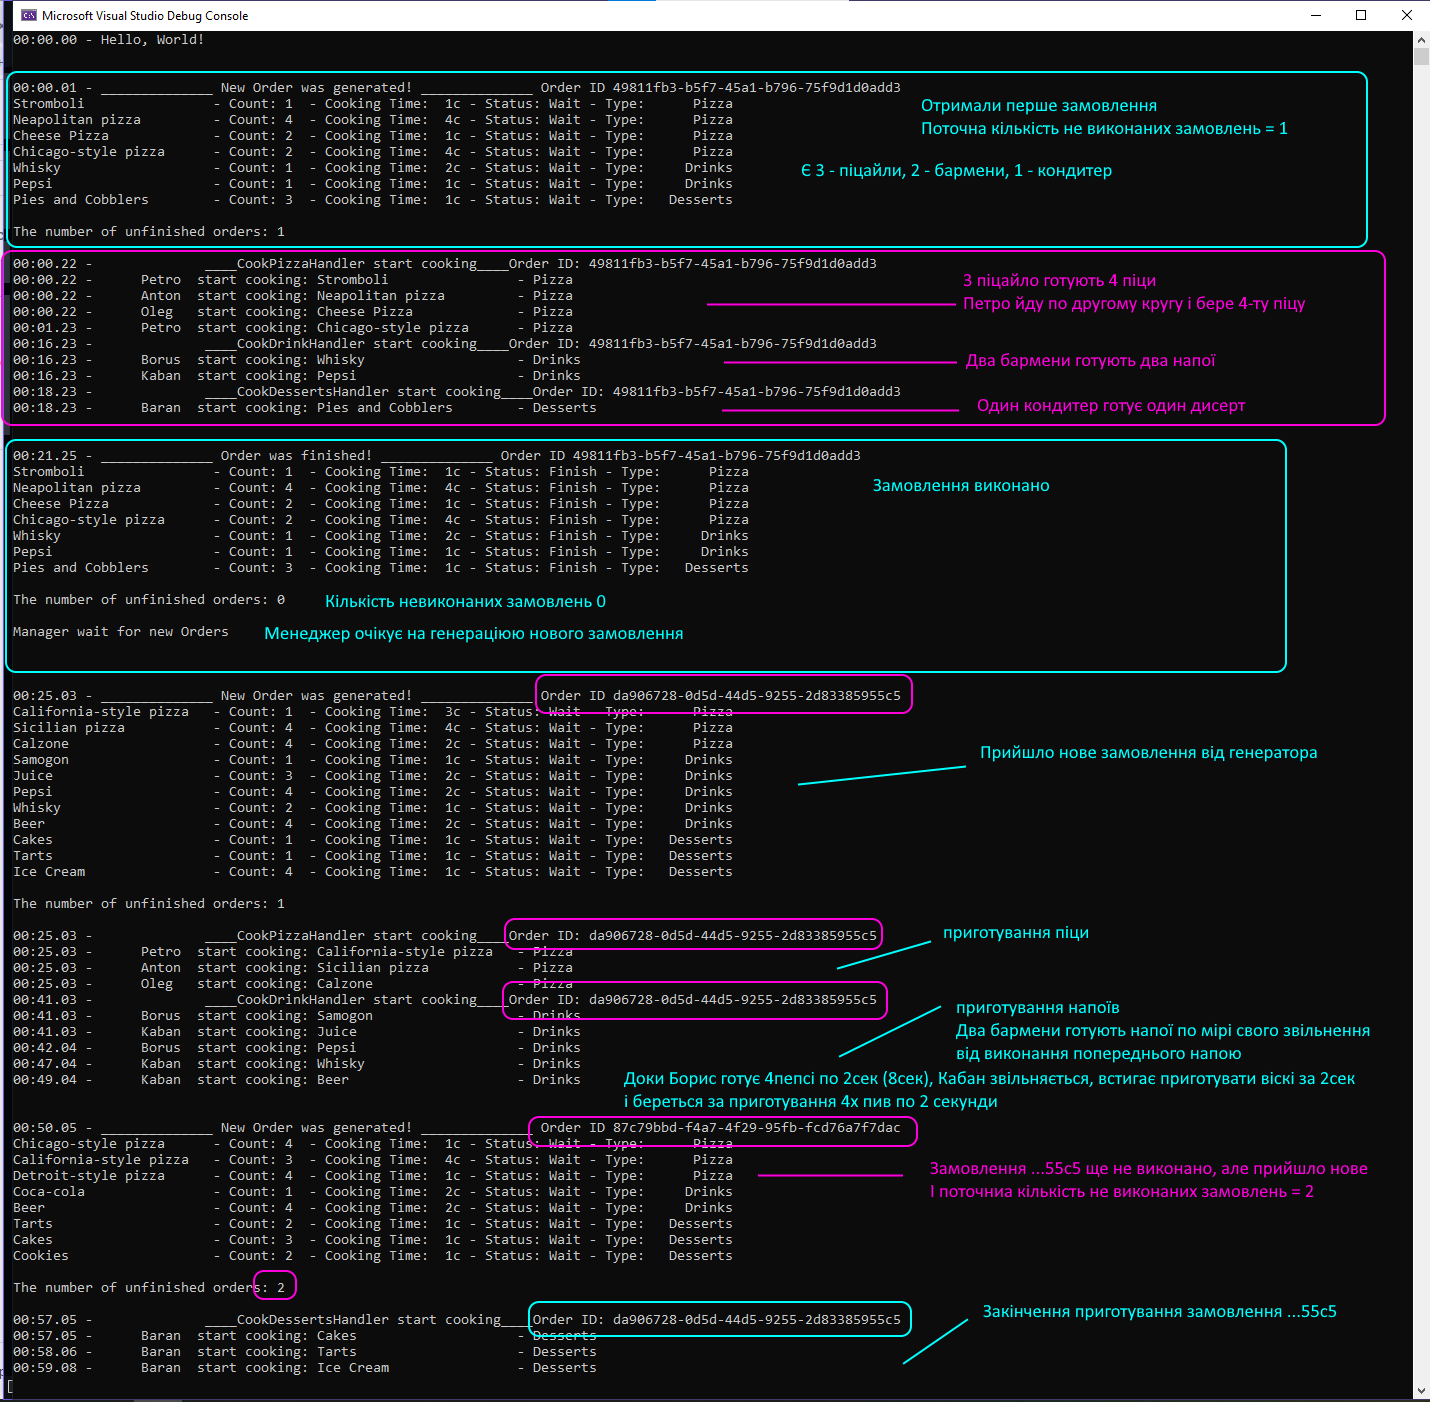 Microsoft Visual Studio Debug Console
00:00.00 - Hello, World!
00:00.01 - ______________ New Order was generated! ______________ Order ID 49811fb3-b5f7-45a1-b796-75f9d1d0add3
Stromboli - Count: 1 - Cooking Time: 1c - Status: Wait - Type: Pizza
Отримали перше замовлення
Neapolitan pizza - Count: 4 - Cooking Time: 4c - Status: Wait - Type: Pizza
Поточна кількість не виконаних замовлень = 1
Cheese Pizza - Count: 2 - Cooking Time: 1c - Status: Wait - Type: Pizza
Chicago-style pizza - Count: 2 - Cooking Time: 4c - Status: Wait - Type: Pizza
Whisky - Count: 1 - Cooking Time: 2c - Status: Wait - Type: Drinks
Є 3 - піцайли, 2 - бармени, 1 - кондитер
Pepsi - Count: 1 - Cooking Time: 1c - Status: Wait - Type: Drinks
Pies and Cobblers - Count: 3 - Cooking Time: 1c - Status: Wait - Type: Desserts
The number of unfinished orders: 1
00:00.22 - ____CookPizzaHandler start cooking____Order ID: 49811fb3-b5f7-45a1-b796-75f9d1d0add3
00:00.22 - Petro start cooking: Stromboli - Pizza
3 піцайло готують 4 піци
00:00.22 - Anton start cooking: Neapolitan pizza - Pizza
Петро йду по другому кругу і бере 4-ту піцу
00:00.22 - Oleg start cooking: Cheese Pizza - Pizza
00:01.23 - Petro start cooking: Chicago-style pizza - Pizza
00:16.23 - ____CookDrinkHandler start cooking____Order ID: 49811fb3-b5f7-45a1-b796-75f9d1d0add3
00:16.23 - Borus start cooking: Whisky - Drinks
Два бармени готують два напої
00:16.23 - Kaban start cooking: Pepsi - Drinks
00:18.23 - ____CookDessertsHandler start cooking____Order ID: 49811fb3-b5f7-45a1-b796-75f9d1d0add3
00:18.23 - Baran start cooking: Pies and Cobblers - Desserts
Один кондитер готує один дисерт
00:21.25 - ______________ Order was finished! ______________ Order ID 49811fb3-b5f7-45a1-b796-75f9d1d0add3
Stromboli - Count: 1 - Cooking Time: 1c - Status: Finish - Type: Pizza
Neapolitan pizza - Count: 4 - Cooking Time: 4c - Status: Finish - Type: Pizza
Замовлення виконано
Cheese Pizza - Count: 2 - Cooking Time: 1c - Status: Finish - Type: Pizza
Chicago-style pizza - Count: 2 - Cooking Time: 4c - Status: Finish - Type: Pizza
Whisky - Count: 1 - Cooking Time: 2c - Status: Finish - Type: Drinks
Pepsi - Count: 1 - Cooking Time: 1c - Status: Finish - Type: Drinks
Pies and Cobblers - Count: 3 - Cooking Time: 1c - Status: Finish - Type: Desserts
The number of unfinished orders: 0
Кількість невиконаних замовлень 0
Manager wait for new Orders
Менеджер очікує на генераціюю нового замовлення
00:25.03 - ______________ New Order was generated! ______________ Order ID da906728-0d5d-44d5-9255-2d83385955c5
California-style pizza - Count: 1 - Cooking Time: 3c - Status: Wait - Type: Pizza
Sicilian pizza - Count: 4 - Cooking Time: 4c - Status: Wait - Type: Pizza
Calzone - Count: 4 - Cooking Time: 2c - Status: Wait - Type: Pizza
Прийшло нове замовлення від генератора
Samogon - Count: 1 - Cooking Time: 1c - Status: Wait - Type: Drinks
Juice - Count: 3 - Cooking Time: 2c - Status: Wait - Type: Drinks
Pepsi - Count: 4 - Cooking Time: 2c - Status: Wait - Type: Drinks
Whisky - Count: 2 - Cooking Time: 1c - Status: Wait - Type: Drinks
Beer - Count: 4 - Cooking Time: 2c - Status: Wait - Type: Drinks
Cakes - Count: 1 - Cooking Time: 1c - Status: Wait - Type: Desserts
Tarts - Count: 1 - Cooking Time: 1c - Status: Wait - Type: Desserts
Ice Cream - Count: 4 - Cooking Time: 1c - Status: Wait - Type: Desserts
The number of unfinished orders: 1
00:25.03 - ____CookPizzaHandler start cooking____Order ID: da906728-0d5d-44d5-9255-2d83385955c5
приготування піци
00:25.03 - Petro start cooking: California-style pizza - Pizza
00:25.03 - Anton start cooking: Sicilian pizza - Pizza
00:25.03 - Oleg start cooking: Calzone - Pizza
00:41.03 - ____CookDrinkHandler start cooking____Order ID: da906728-0d5d-44d5-9255-2d83385955c5
приготування напоїв
00:41.03 - Borus start cooking: Samogon - Drinks
00:41.03 - Kaban start cooking: Juice - Drinks
Два бармени готують напої по мірі свого звільнення
00:42.04 - Borus start cooking: Pepsi - Drinks
від виконання попереднього напою
00:47.04 - Kaban start cooking: Whisky - Drinks
00:49.04 - Kaban start cooking: Beer - Drinks
Доки Борис готує 4пепсі по 2сек (8сек), Кабан звільняється, встигає приготувати віскі за 2сек
і береться за приготування 4х пив по 2 секунди
00:50.05 - ______________ New Order was generated! ______________ Order ID 87c79bbd-f4a7-4f29-95fb-fcd76a7f7dac
Chicago-style pizza - Count: 4 - Cooking Time: 1c - Status: Wait - Type: Pizza
California-style pizza - Count: 3 - Cooking Time: 4c - Status: Wait - Type: Pizza
Замовлення ...55c5 ще не виконано, але прийшло нове
Detroit-style pizza - Count: 4 - Cooking Time: 1c - Status: Wait - Type: Pizza
Coca-cola - Count: 1 - Cooking Time: 2c - Status: Wait - Type: Drinks
І поточниа кількість не виконаних замовлень = 2
Beer - Count: 4 - Cooking Time: 2c - Status: Wait - Type: Drinks
Tarts - Count: 2 - Cooking Time: 1c - Status: Wait - Type: Desserts
Cakes - Count: 3 - Cooking Time: 1c - Status: Wait - Type: Desserts
Cookies - Count: 2 - Cooking Time: 1c - Status: Wait - Type: Desserts
The number of unfinished orders: 2
00:57.05 - ____CookDessertsHandler start cooking____Order ID: da906728-0d5d-44d5-9255-2d83385955c5
Закінчення приготування замовлення ...55c5
00:57.05 - Baran start cooking: Cakes - Desserts
00:58.06 - Baran start cooking: Tarts - Desserts
00:59.08 - Baran start cooking: Ice Cream - Desserts